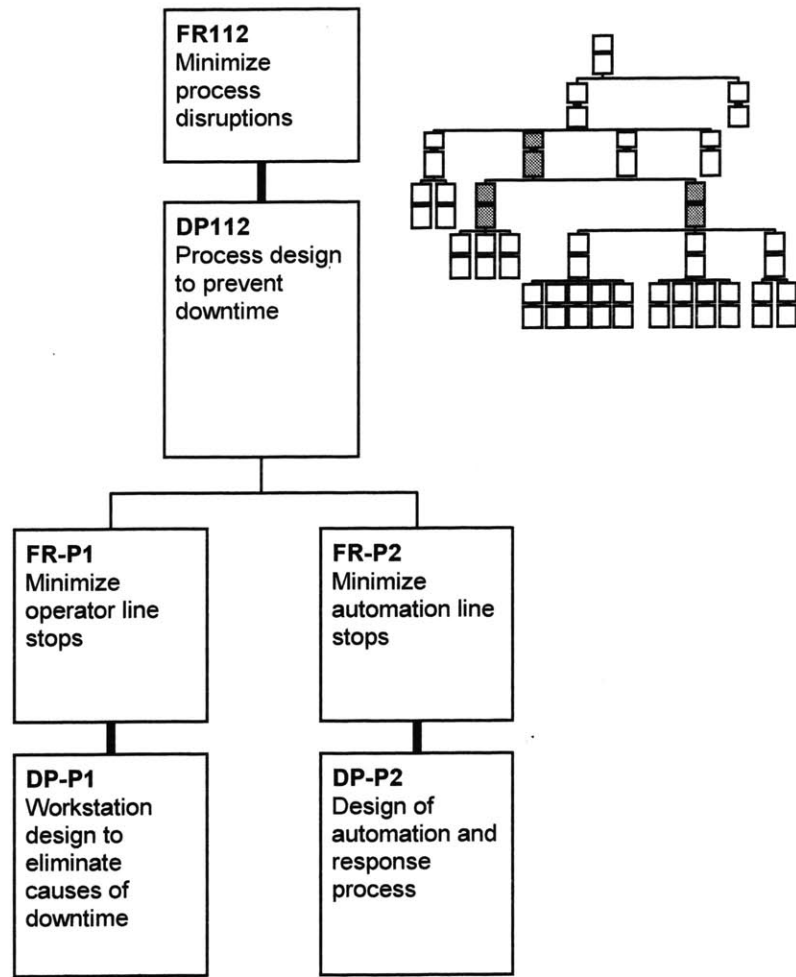 FR112
Minimize
process
disruptions
DP112
Process design
to prevent
downtime
FR-P1
Minimize
operator line
stops
FR-P2
Minimize
automation line
stops
DP-P1
Workstation
design to
eliminate
causes of
downtime
DP-P2
Design of
automation and
response
process